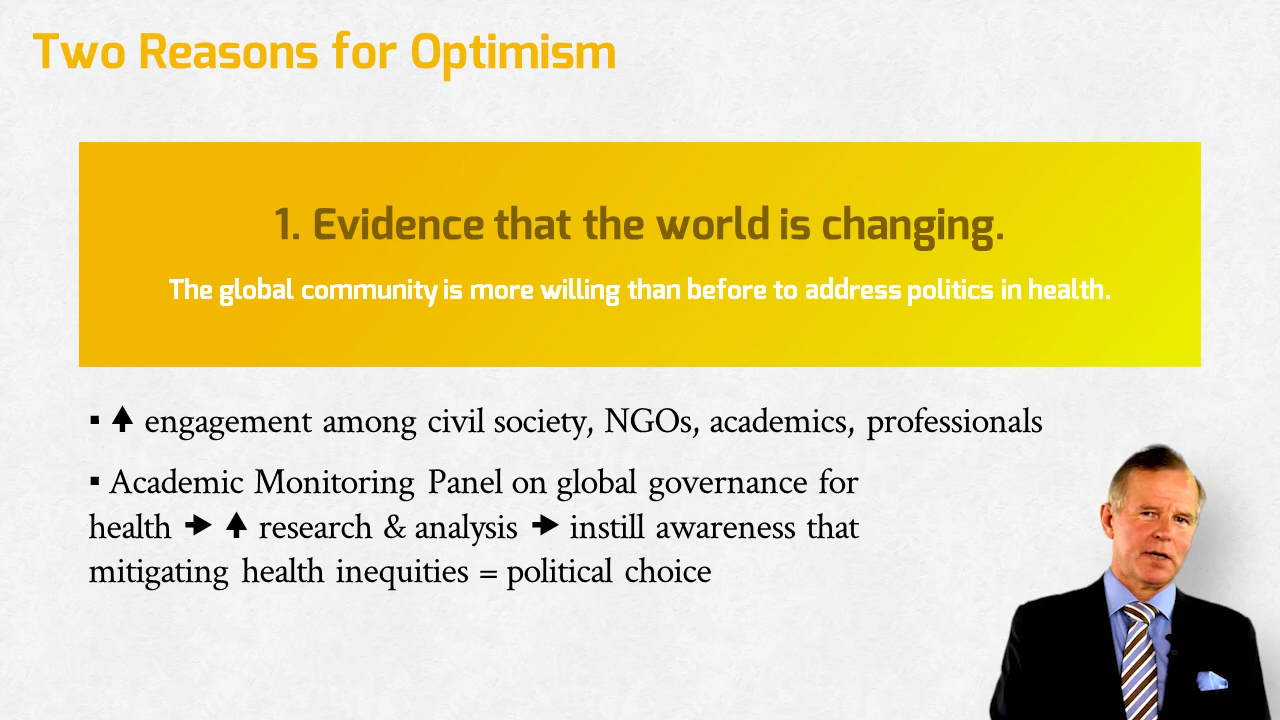 Two Reasons for Optimism
1. Evidence that the world is changing.
The global community is more willing than before to address politics in health.
▪ 🡅 engagement among civil society, NGOs, academics, professionals
▪ Academic Monitoring Panel on global governance for
health 🡆 🡅 research & analysis 🡆 instill awareness that
mitigating health inequities = political choice